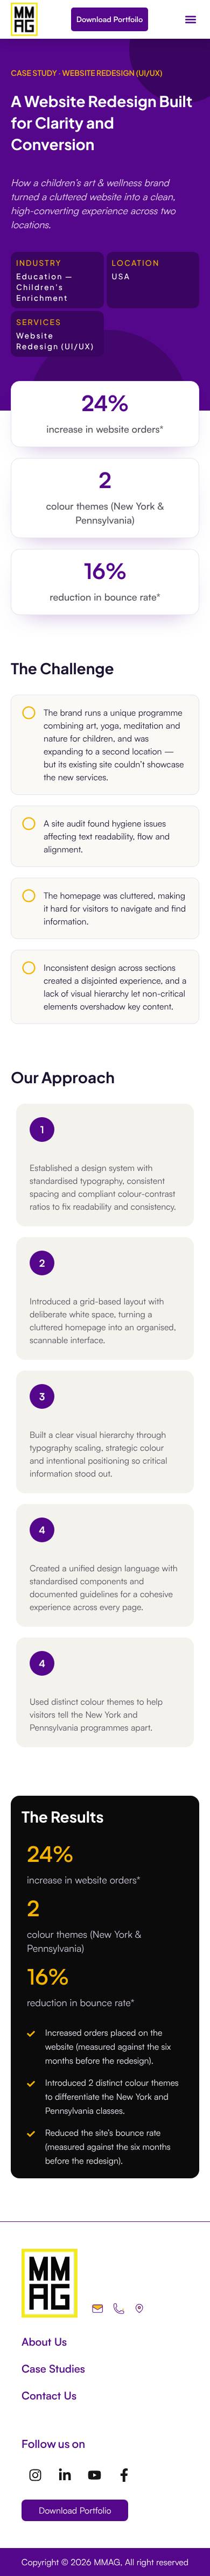 MM
AG
Download Portfoilo
CASE STUDY · WEBSITE REDESIGN (UI/UX)
A Website Redesign Built
for Clarity and
Conversion
How a children's art & wellness brand
turned a cluttered website into a clean,
high-converting experience across two
locations.
INDUSTRY
Education —
Children's
Enrichment
LOCATION
USA
SERVICES
Website
Redesign (UI/UX)
24%
increase in website orders*
2
colour themes (New York &
Pennsylvania)
16%
reduction in bounce rate*
The Challenge
The brand runs a unique programme
combining art, yoga, meditation and
nature for children, and was
expanding to a second location —
but its existing site couldn't showcase
the new services.
A site audit found hygiene issues
affecting text readability, flow and
alignment.
The homepage was cluttered, making
it hard for visitors to navigate and find
information.
Inconsistent design across sections
created a disjointed experience, and a
lack of visual hierarchy let non-critical
elements overshadow key content.
Our Approach
1
Established a design system with
standardised typography, consistent
spacing and compliant colour-contrast
ratios to fix readability and consistency.
2
Introduced a grid-based layout with
deliberate white space, turning a
cluttered homepage into an organised,
scannable interface.
3
Built a clear visual hierarchy through
typography scaling, strategic colour
and intentional positioning so critical
information stood out.
4
Created a unified design language with
standardised components and
documented guidelines for a cohesive
experience across every page.
4
Used distinct colour themes to help
visitors tell the New York and
Pennsylvania programmes apart.
The Results
24%
increase in website orders*
2
colour themes (New York &
Pennsylvania)
16%
reduction in bounce rate*
Increased orders placed on the
website (measured against the six
months before the redesign).
Introduced 2 distinct colour themes
to differentiate the New York and
Pennsylvania classes.
Reduced the site's bounce rate
(measured against the six months
before the redesign).
MM
AG
About Us
Case Studies
Contact Us
Follow us on
Download Portfolio
Copyright © 2026 MMAG, All right reserved